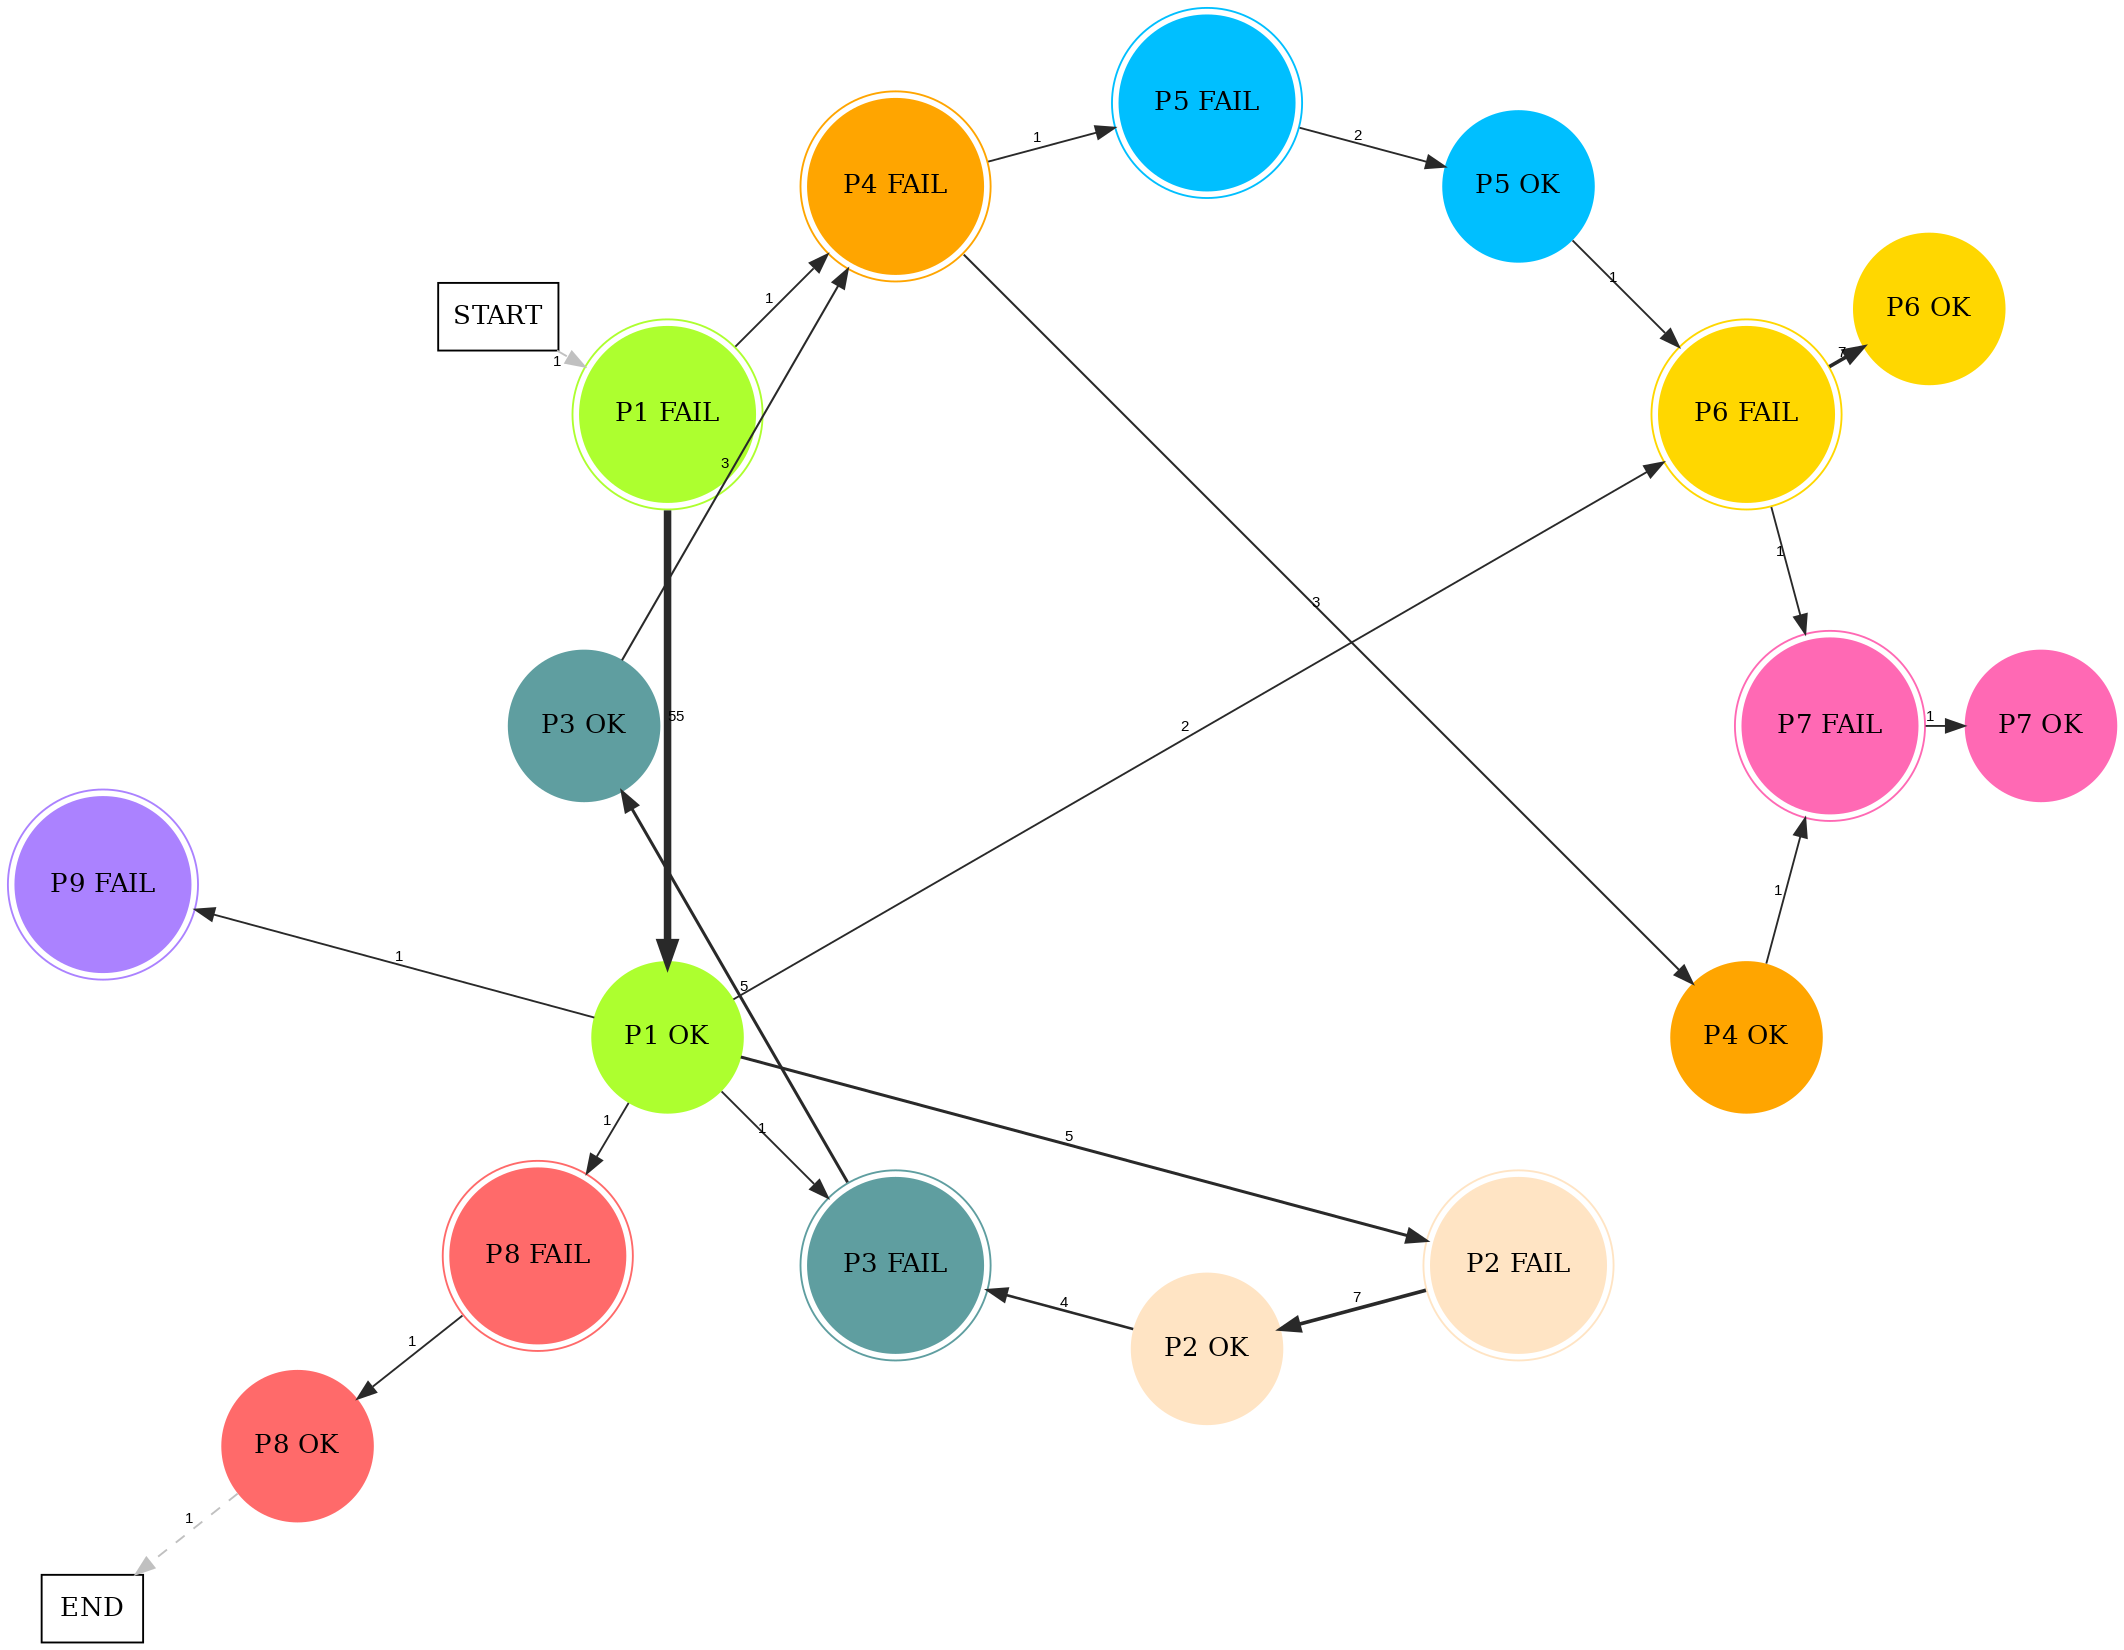 P5 FAIL
1
2
P4 FAIL
P5 OK
1
START
1
1
3
P6 OK
7
P1 FAIL
P6 FAIL
1
3
55
2
P3 OK
P7 FAIL
1
P7 OK
P9 FAIL
1
1
5
P1 OK
P4 OK
1
1
5
P8 FAIL
P3 FAIL
P2 FAIL
4
7
1
P2 OK
P8 OK
1
END